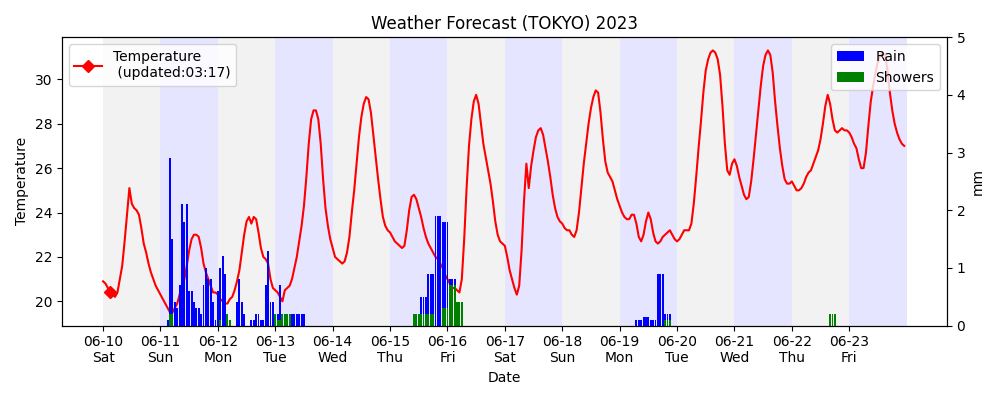 Weather Forecast (TOKYO) 2023
Temperature
(updated:03:17)
Rain
Showers
Temperature
30
28
26
24
22
20
5
4
3
2
1
0
mm
06-10 06-11 06-12 06-13 06-14 06-15 06-16 06-17 06-18 06-19 06-20 06-21 06-22 06-23
Sat Sun Mon Tue Wed Thu Fri Sat Sun Mon Tue Wed Thu Fri
Date